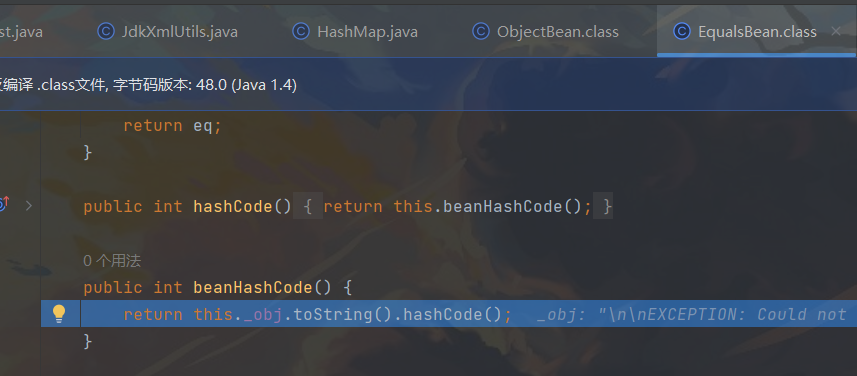 st.java JdkXmlUtils.java HashMap.java ObjectBean.class EqualsBean.class
编译 .class文件, 字节码版本: 48.0 (Java 1.4)
return eq;
}
public int hashCode() { return this.beanHashCode(); }
0 个用法
public int beanHashCode() {
return this._obj.toString().hashCode(); _obj: "\n\nEXCEPTION: Could not
}